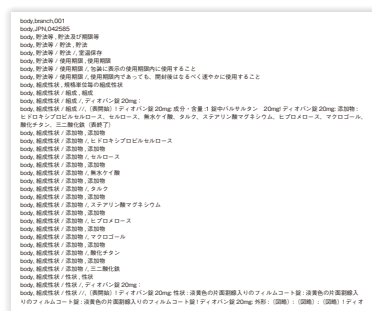 body,branch,001
body,JPN,042585
body, 貯法等 , 貯法及び期限等
body, 貯法等 / 貯法 , 貯法
body, 貯法等 / 貯法 /, 室温保存
body, 貯法等 / 使用期限 , 使用期限
body, 貯法等 / 使用期限 /, 包装に表示の使用期限内に使用すること
body, 貯法等 / 使用期限 /, 使用期限内であっても、開封後はなるべく速やかに使用すること
body, 組成性状 , 規格単位毎の組成性状
body, 組成性状 / 組成 , 組成
body, 組成性状 / 組成 /, ディオバン錠 20mg :
body, 組成性状 / 組成 //, （表開始）! ディオバン錠 20mg: 成分・含量 :1 錠中バルサルタン　20mg! ディオバン錠 20mg: 添加物 :
ヒドロキシプロピルセルロース、セルロース、無水ケイ酸、タルク、ステアリン酸マグネシウム、ヒプロメロース、マクロゴール、
酸化チタン、三二酸化鉄（表終了）
body, 組成性状 / 添加物 , 添加物
body, 組成性状 / 添加物 /, ヒドロキシプロピルセルロース
body, 組成性状 / 添加物 , 添加物
body, 組成性状 / 添加物 /, セルロース
body, 組成性状 / 添加物 , 添加物
body, 組成性状 / 添加物 /, 無水ケイ酸
body, 組成性状 / 添加物 , 添加物
body, 組成性状 / 添加物 /, タルク
body, 組成性状 / 添加物 , 添加物
body, 組成性状 / 添加物 /, ステアリン酸マグネシウム
body, 組成性状 / 添加物 , 添加物
body, 組成性状 / 添加物 /, ヒプロメロース
body, 組成性状 / 添加物 , 添加物
body, 組成性状 / 添加物 /, マクロゴール
body, 組成性状 / 添加物 , 添加物
body, 組成性状 / 添加物 /, 酸化チタン
body, 組成性状 / 添加物 , 添加物
body, 組成性状 / 添加物 /, 三二酸化鉄
body, 組成性状 / 性状 , 性状
body, 組成性状 / 性状 /, ディオバン錠 20mg :
body, 組成性状 / 性状 //, （表開始）! ディオバン錠 20mg: 性状 : 淡黄色の片面割線入りのフィルムコート錠 : 淡黄色の片面割線入
りのフィルムコート錠 : 淡黄色の片面割線入りのフィルムコート錠 ! ディオバン錠 20mg: 外形 :（図略）:（図略）:（図略）! ディオ